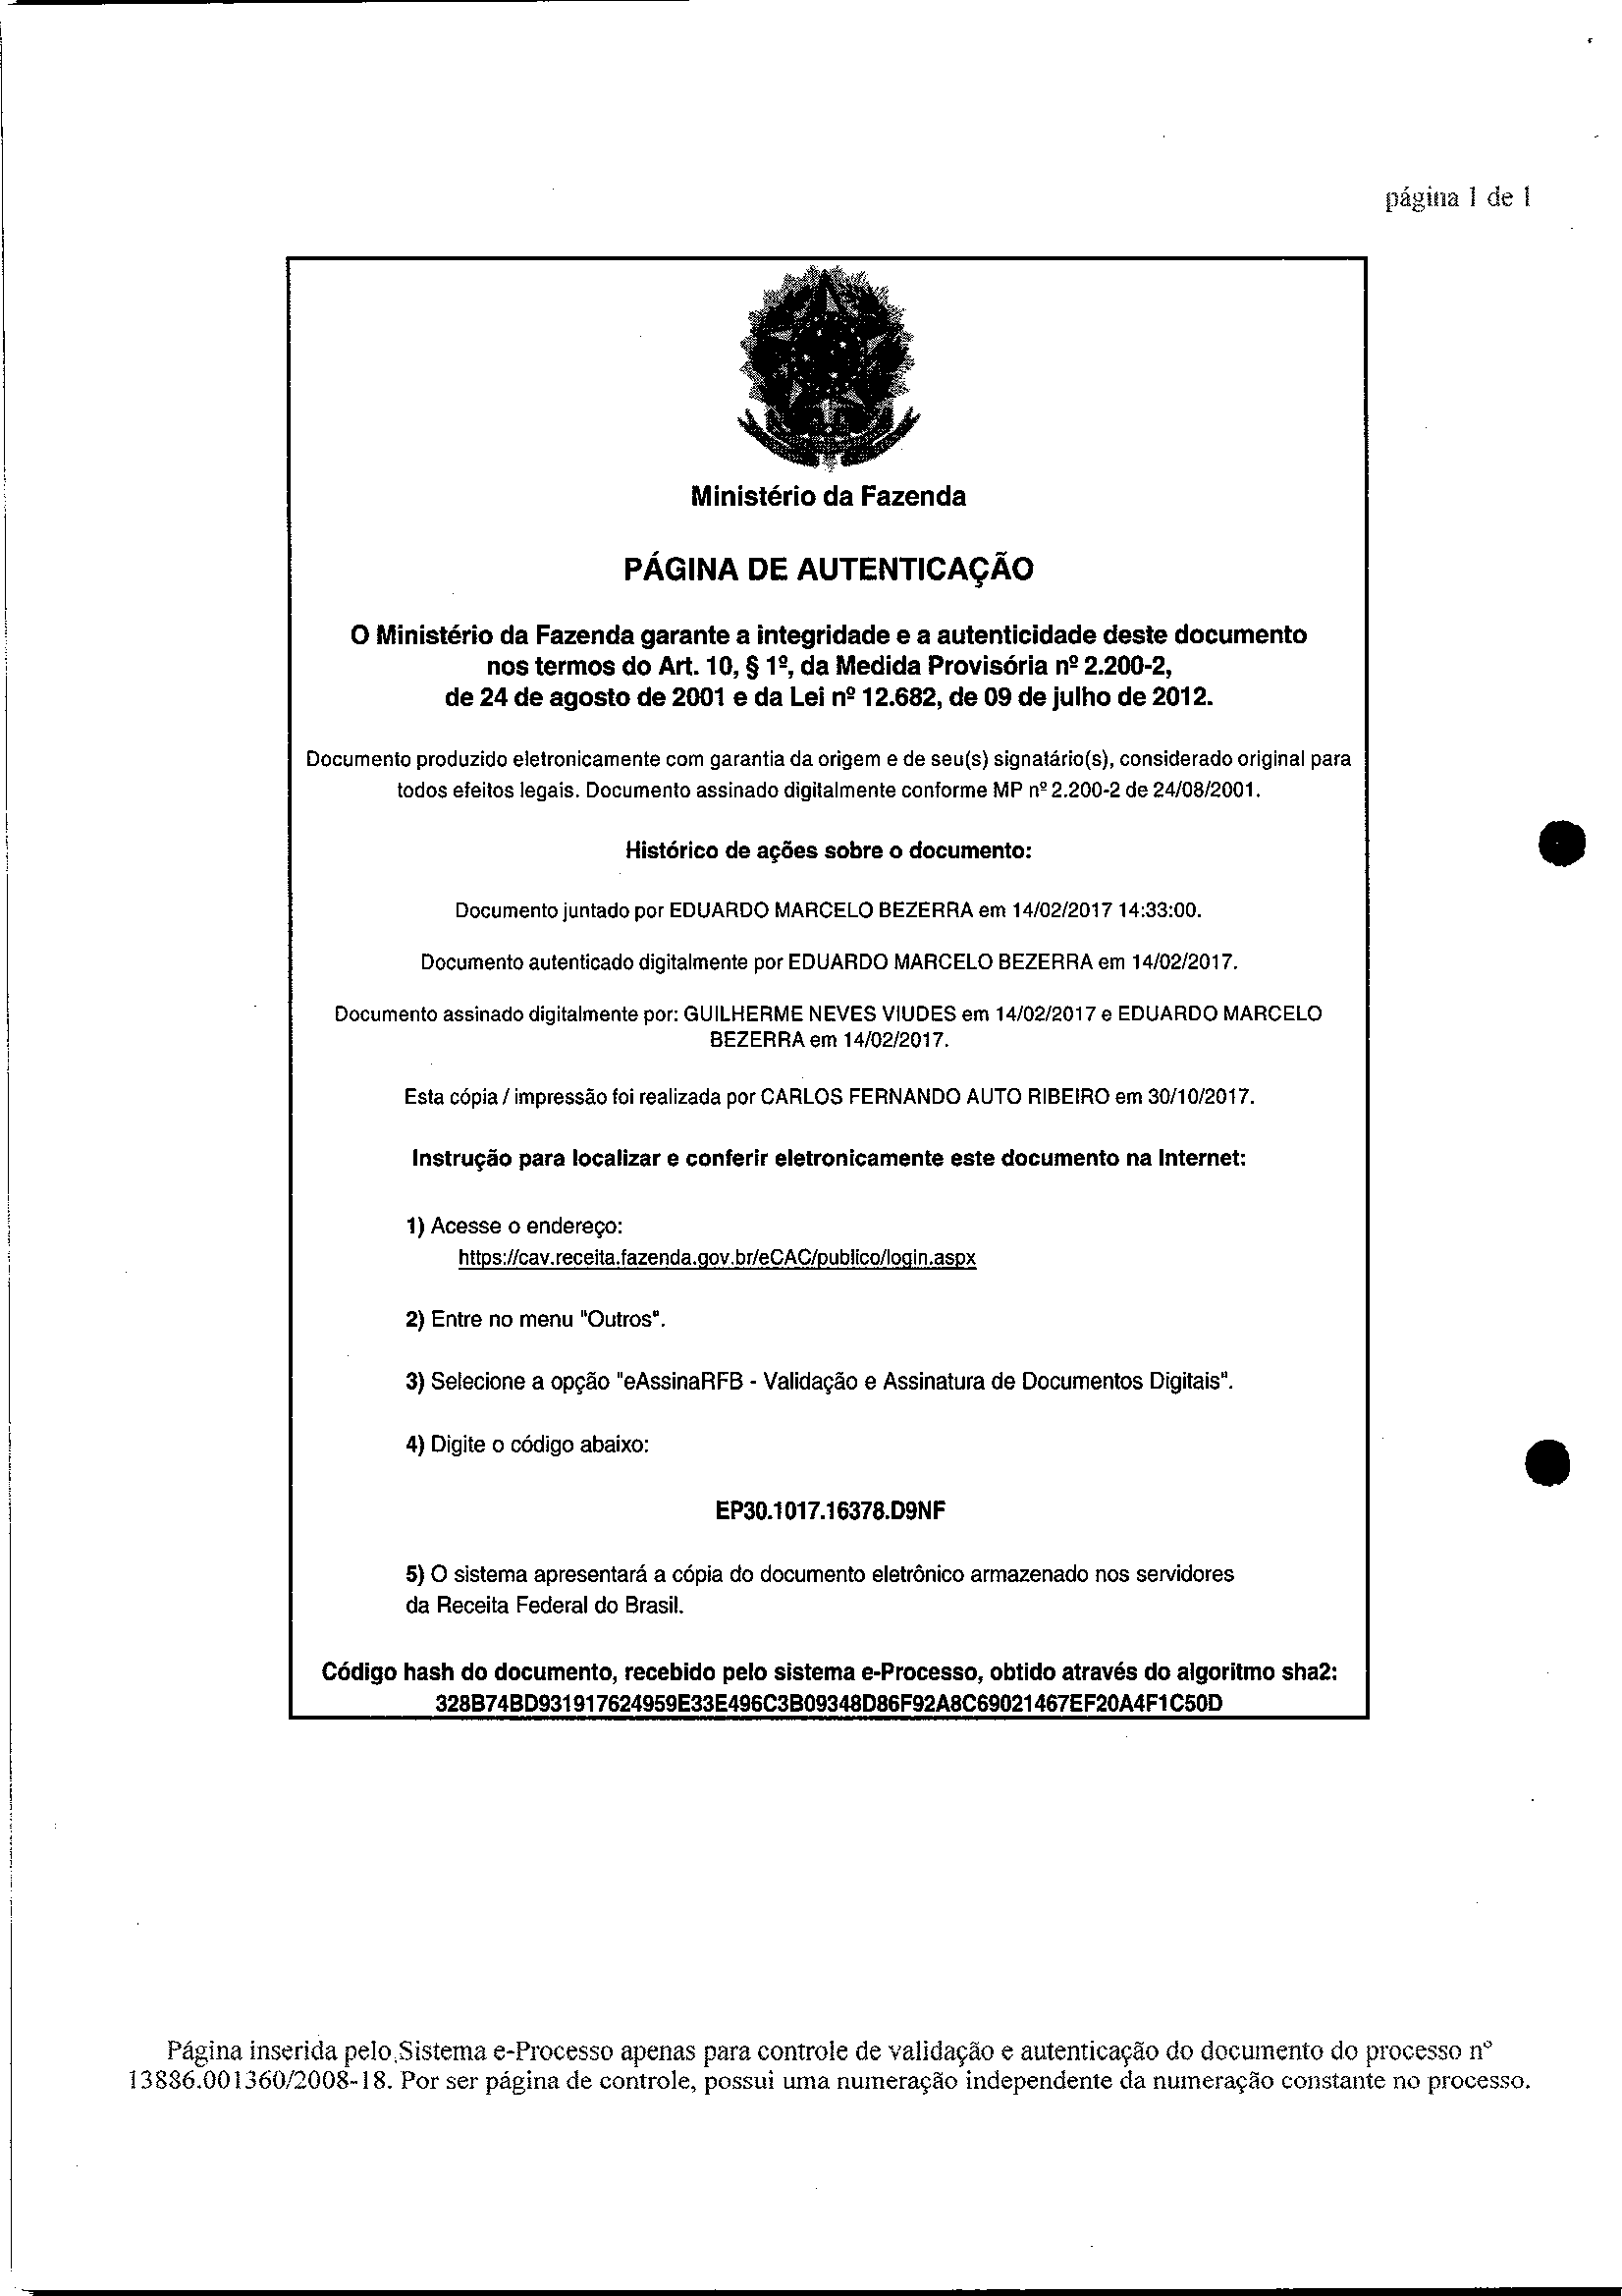 página 1 de 1
Ministério da Fazenda
PÁGINA DE AUTENTICAÇÃO
O Ministério da Fazenda garante a integridade e a autenticidade deste documento
nos termos do Art. 10, § 1º, da Medida Provisória nº 2.200-2,
de 24 de agosto de 2001 e da Lei nº 12.682, de 09 de julho de 2012.
Documento produzido eletronicamente com garantia da origem e de seu(s) signatário(s), considerado original para
todos efeitos legais. Documento assinado digitalmente conforme MP nº 2.200-2 de 24/08/2001.
Histórico de ações sobre o documento:
Documento juntado por EDUARDO MARCELO BEZERRA em 14/02/2017 14:33:00.
Documento autenticado digitalmente por EDUARDO MARCELO BEZERRA em 14/02/2017.
Documento assinado digitalmente por: GUILHERME NEVES VIUDES em 14/02/2017 e EDUARDO MARCELO
BEZERRA em 14/02/2017.
Esta cópia / impressão foi realizada por CARLOS FERNANDO AUTO RIBEIRO em 30/10/2017.
Instrução para localizar e conferir eletronicamente este documento na Internet:
1) Acesse o endereço:
https://cav.receita.fazenda.gov.br/eCAC/publico/login.aspx
2) Entre no menu "Outros".
3) Selecione a opção "eAssinaRFB - Validação e Assinatura de Documentos Digitais".
4) Digite o código abaixo:
EP30.1017.16378.D9NF
5) O sistema apresentará a cópia do documento eletrônico armazenado nos servidores
da Receita Federal do Brasil.
Código hash do documento, recebido pelo sistema e-Processo, obtido através do algoritmo sha2:
328B74BD931917624959E33E496C3B09348D86F92A8C69021467EF20A4F1C50D
Página inserida pelo Sistema e-Processo apenas para controle de validação e autenticação do documento do processo nº
13886.001360/2008-18. Por ser página de controle, possui uma numeração independente da numeração constante no processo.